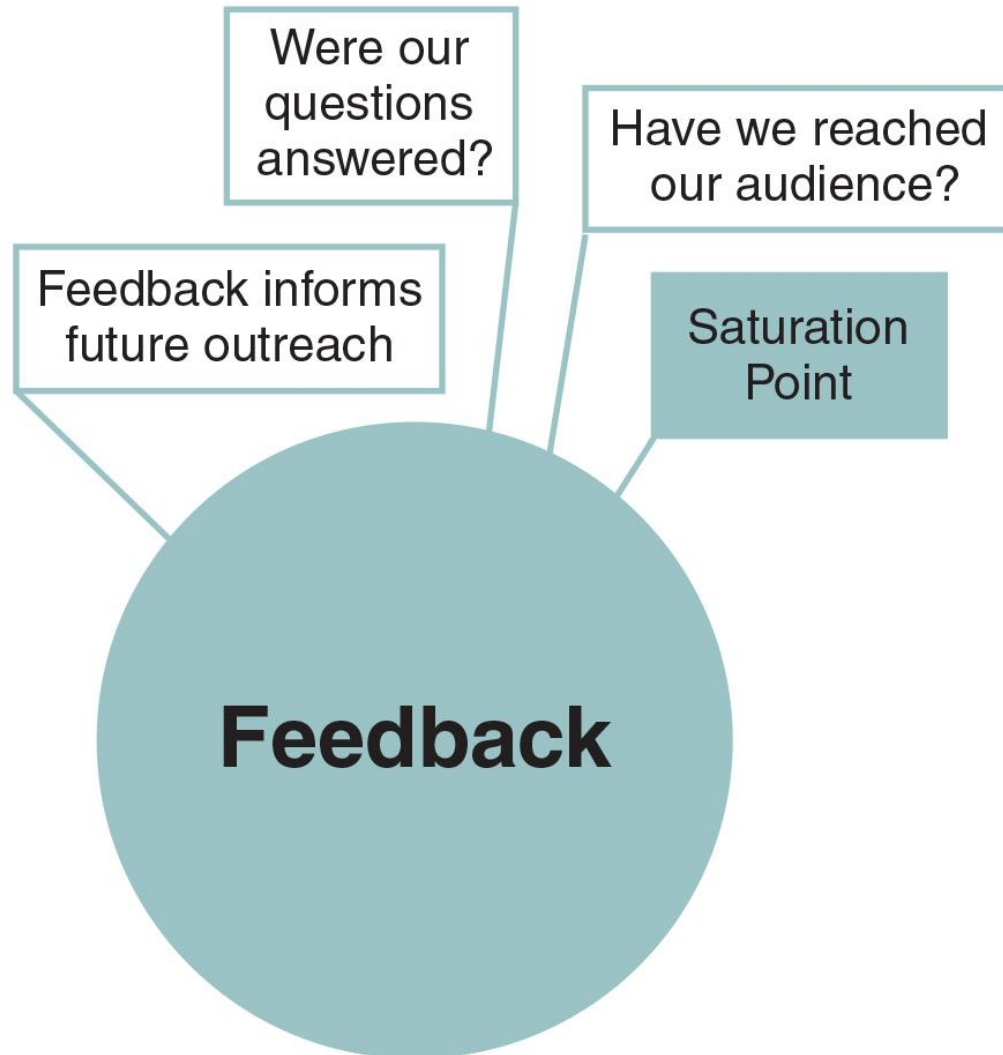 Were our
questions
answered?
Have we reached
our audience?
Feedback informs
future outreach
Saturation
Point
Feedback